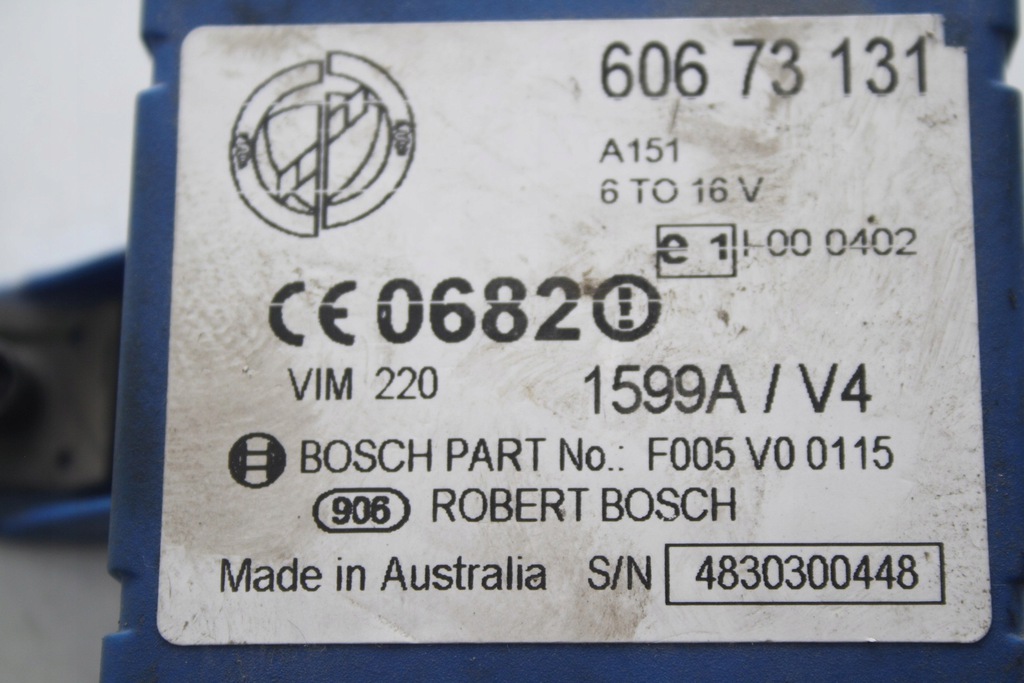 606 73 131
A151
6 TO 16 V
e 1 I-00 0402
CE 0682 !
VIM 220 1599A / V4
BOSCH PART No.: F005 V0 0115
906 ROBERT BOSCH
Made in Australia S/N 4830300448